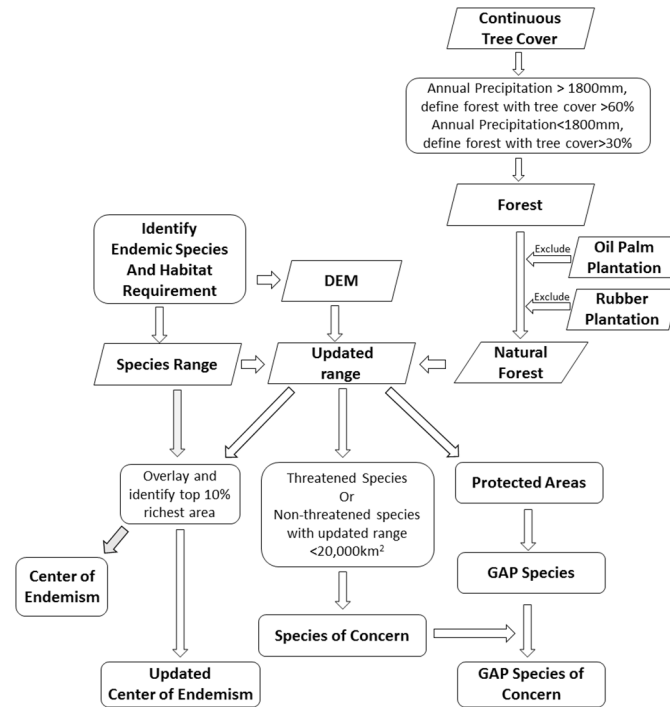 Continuous
Tree Cover
Annual Precipitation > 1800mm,
define forest with tree cover >60%
Annual Precipitation<1800mm,
define forest with tree cover>30%
Forest
Exclude
Oil Palm
Plantation
Exclude
Rubber
Plantation
Natural
Forest
Identify
Endemic Species
And Habitat
Requirement
DEM
Species Range
Updated
range
Overlay and
identify top 10%
richest area
Threatened Species
Or
Non-threatened species
with updated range
<20,000km²
Protected Areas
Center of
Endemism
GAP Species
Species of Concern
Updated
Center of Endemism
GAP Species of
Concern